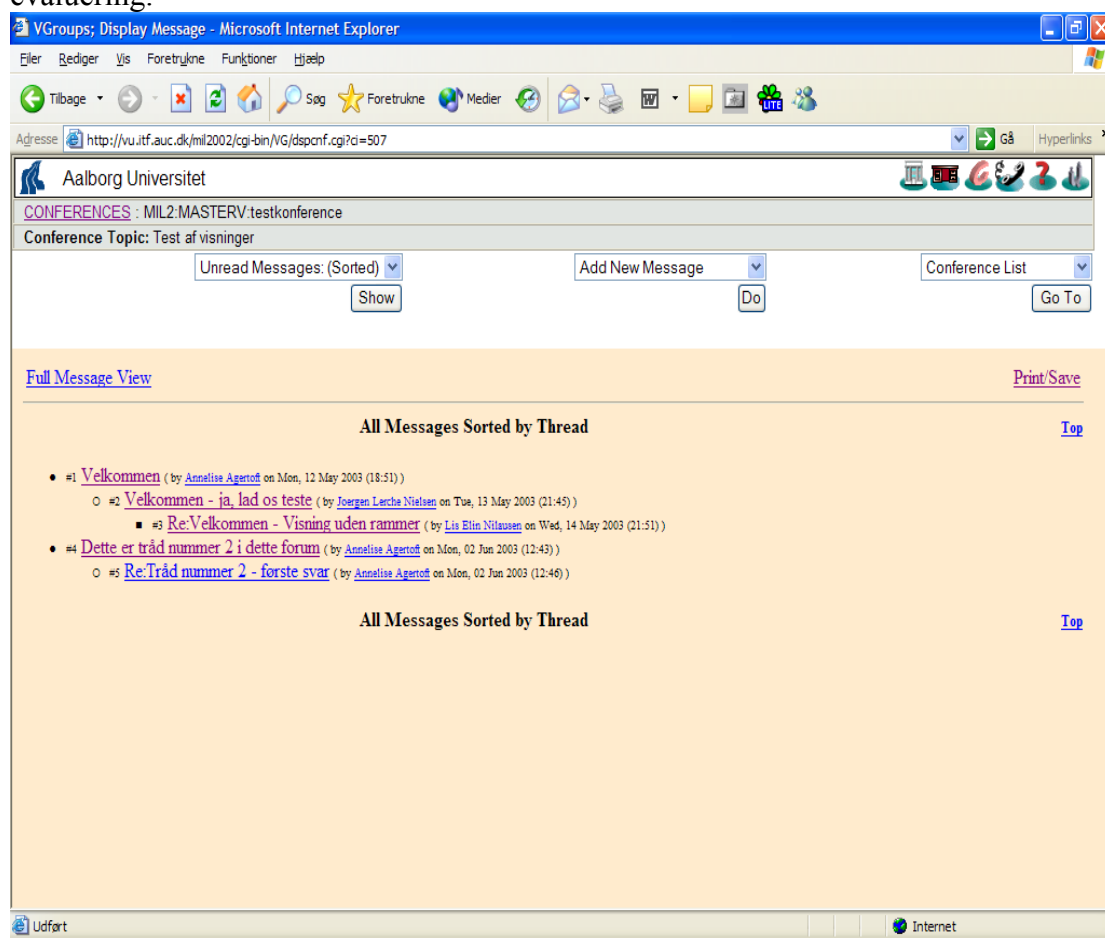 evaluering.
VGroups; Display Message - Microsoft Internet Explorer
Filer Rediger Vis Foretrukne Funktioner Hjælp
Tilbage Søg Foretrukne Medier LITE
Adresse http://vu.itf.auc.dk/mil2002/cgi-bin/VG/dspcnf.cgi?ci=507 Gå Hyperlinks
Aalborg Universitet
CONFERENCES : MIL2:MASTERV:testkonference
Conference Topic: Test af visninger
Unread Messages: (Sorted) Add New Message Conference List
Show Do Go To
Full Message View Print/Save
All Messages Sorted by Thread Top
#1 Velkommen ( by Annelise Agertoft on Mon, 12 May 2003 (18:51) )
#2 Velkommen - ja, lad os teste ( by Joergen Lerche Nielsen on Tue, 13 May 2003 (21:45) )
#3 Re:Velkommen - Visning uden rammer ( by Lis Elin Nilausen on Wed, 14 May 2003 (21:51) )
#4 Dette er tråd nummer 2 i dette forum ( by Annelise Agertoft on Mon, 02 Jun 2003 (12:43) )
#5 Re:Tråd nummer 2 - første svar ( by Annelise Agertoft on Mon, 02 Jun 2003 (12:46) )
All Messages Sorted by Thread Top
Udført Internet